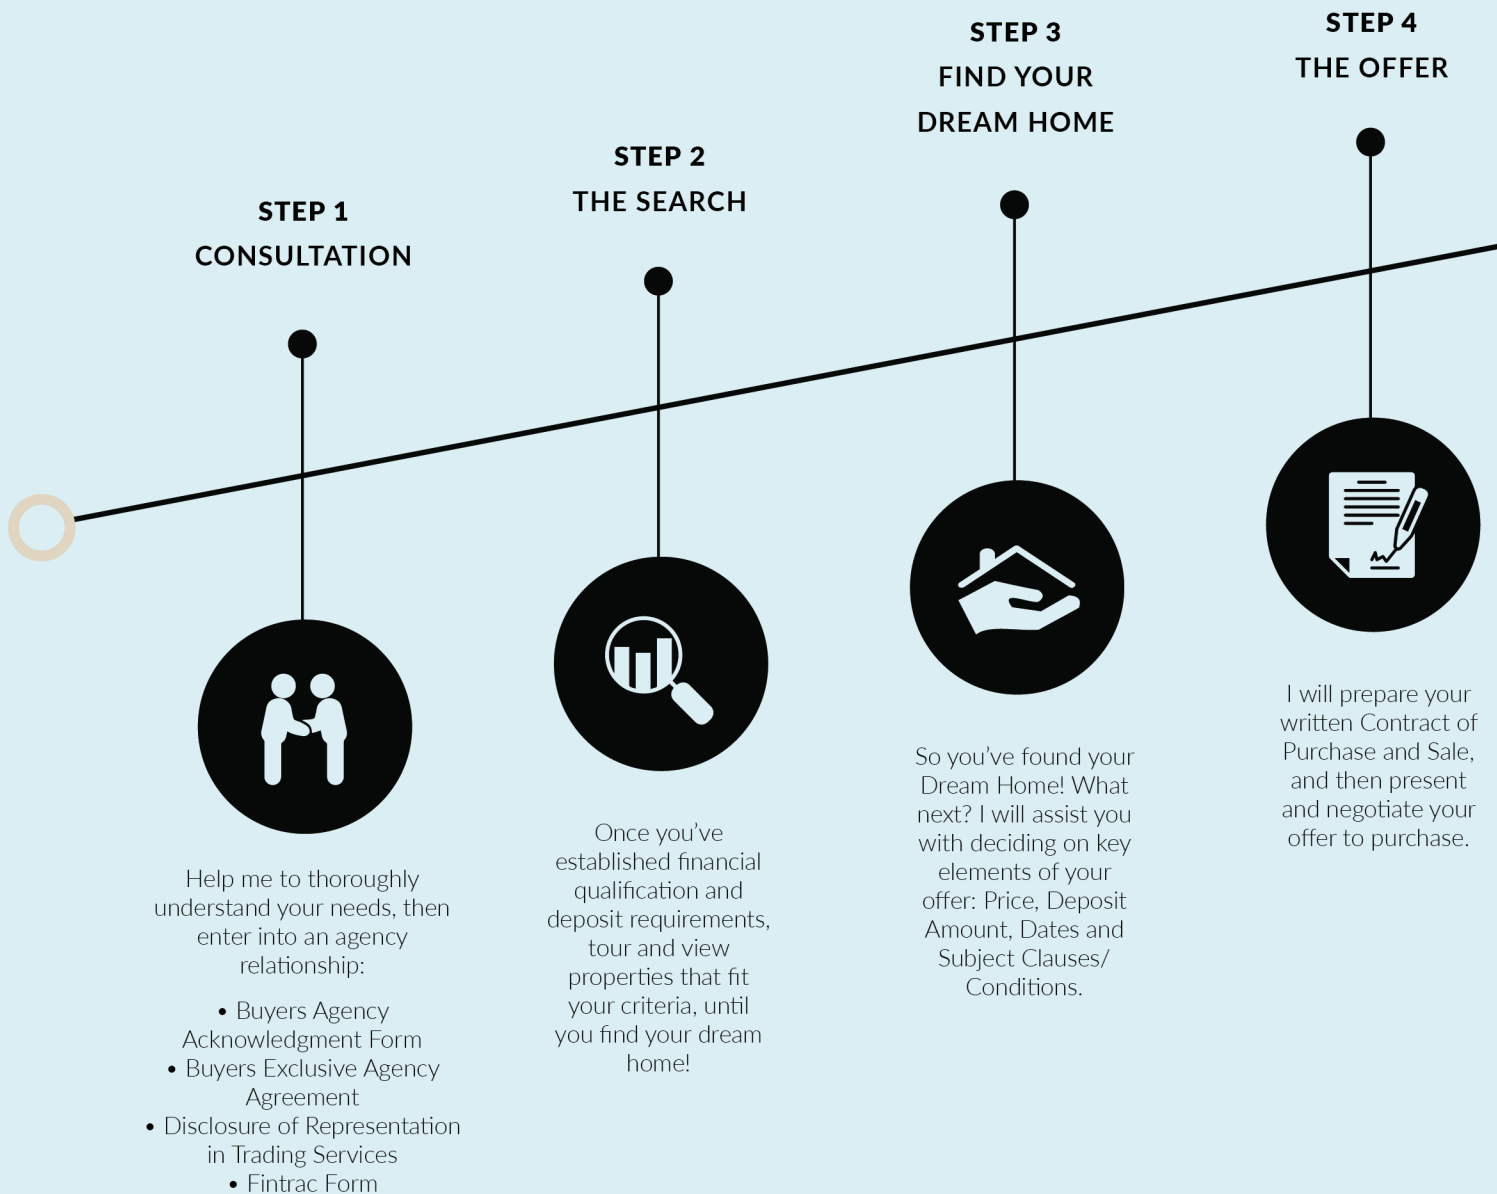 STEP 1
CONSULTATION
Help me to thoroughly
understand your needs, then
enter into an agency
relationship:
• Buyers Agency
Acknowledgment Form
• Buyers Exclusive Agency
Agreement
• Disclosure of Representation
in Trading Services
• Fintrac Form
STEP 2
THE SEARCH
Once you’ve
established financial
qualification and
deposit requirements,
tour and view
properties that fit
your criteria, until
you find your dream
home!
STEP 3
FIND YOUR
DREAM HOME
So you’ve found your
Dream Home! What
next? I will assist you
with deciding on key
elements of your
offer: Price, Deposit
Amount, Dates and
Subject Clauses/
Conditions.
STEP 4
THE OFFER
I will prepare your
written Contract of
Purchase and Sale,
and then present
and negotiate your
offer to purchase.